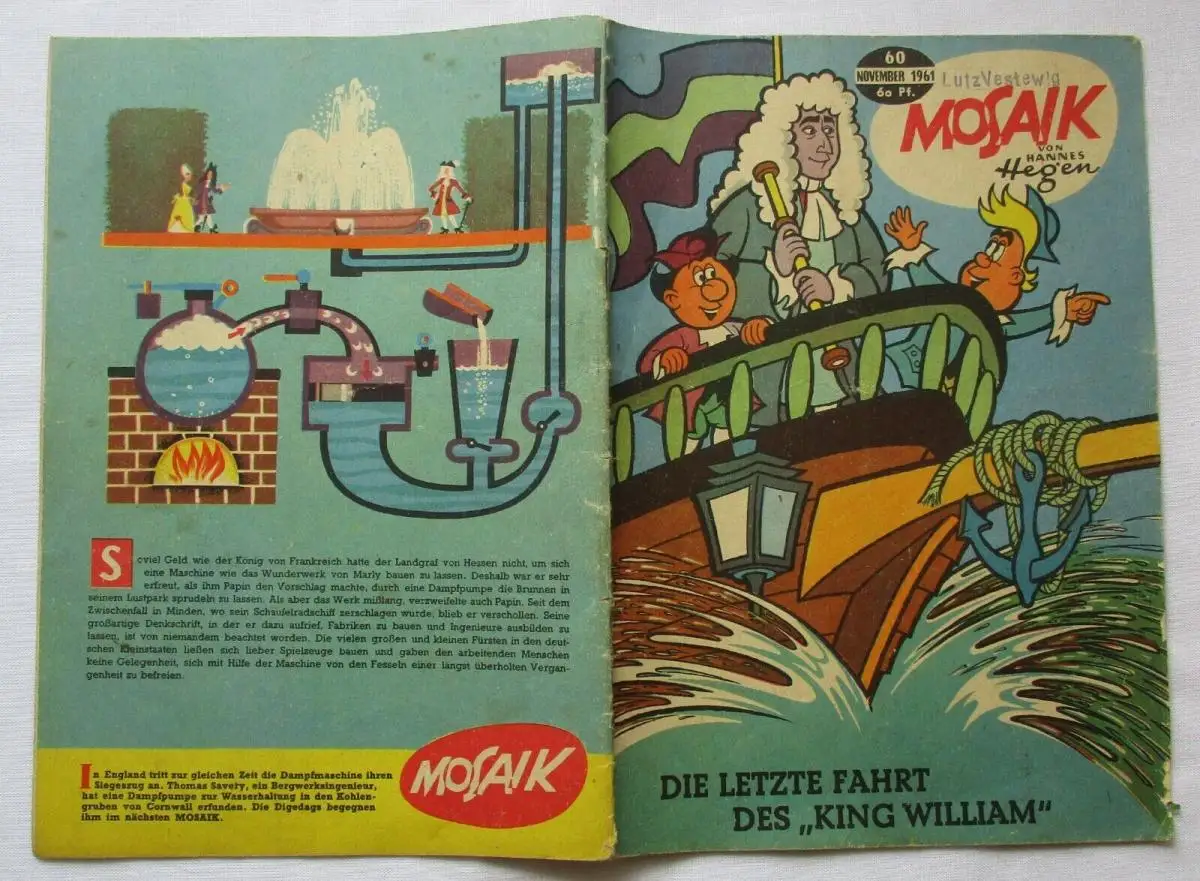 Soviel Geld wie der König von Frankreich hatte der Landgraf von Hessen nicht, um sich
eine Maschine wie das Wunderwerk von Marly bauen zu lassen. Deshalb war er sehr
erfreut, als ihm Papin den Vorschlag machte, durch eine Dampfpumpe die Brunnen in
seinem Lustpark sprudeln zu lassen. Als aber das Werk mißlang, verzweifelte auch Papin. Seit dem
Zwischenfall in Minden, wo sein Schaufelradschiff zerschlagen wurde, blieb er verschollen. Seine
großartige Denkschrift, in der er dazu aufrief, Fabriken zu bauen und Ingenieure ausbilden zu
lassen, ist von niemandem beachtet worden. Die vielen großen und kleinen Fürsten in den deut-
schen Kleinstaaten ließen sich lieber Spielzeuge bauen und gaben den arbeitenden Menschen
keine Gelegenheit, sich mit Hilfe der Maschine von den Fesseln einer längst überholten Vergan-
genheit zu befreien.
In England tritt zur gleichen Zeit die Dampfmaschine ihren
Siegeszug an. Thomas Savery, ein Bergwerksingenieur,
hat eine Dampfpumpe zur Wasserhaltung in den Kohlen-
gruben von Cornwall erfunden. Die Digedags begegnen
ihm im nächsten MOSAIK.
MOSAIK
60
NOVEMBER 1961
60 Pf.
Lutz Vestewig
MOSAIK
VON
HANNES
Hegen
DIE LETZTE FAHRT
DES „KING WILLIAM"